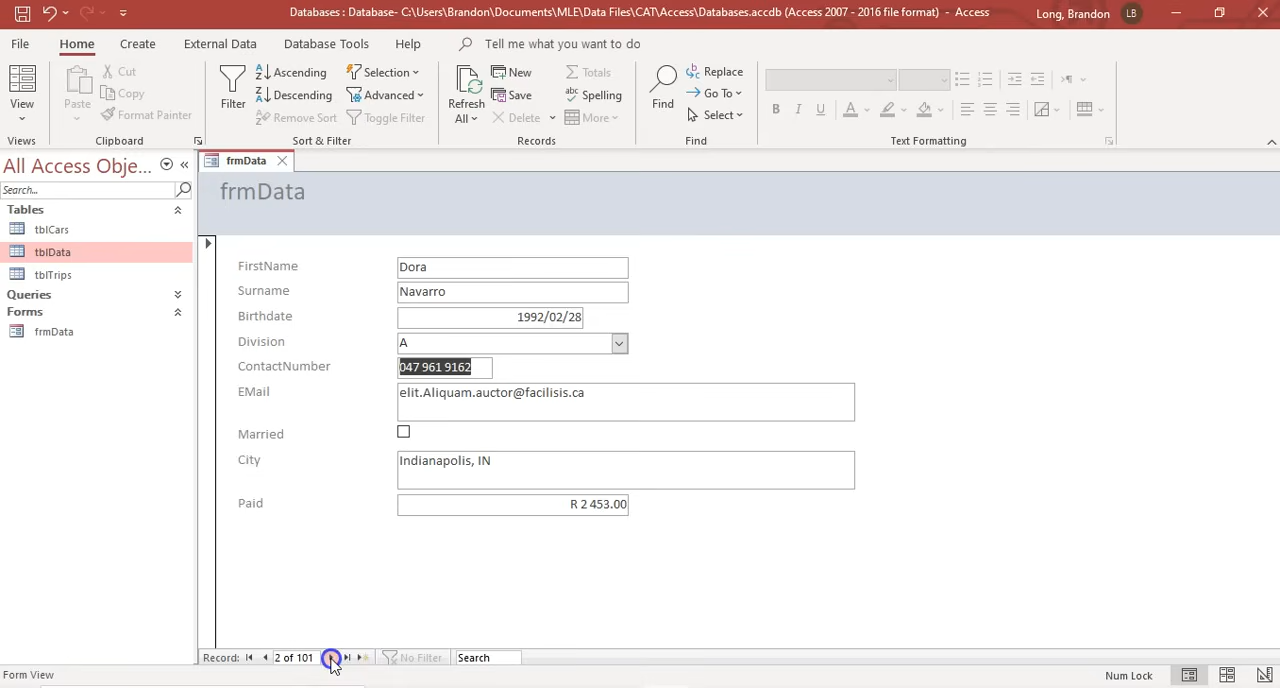 Databases : Database- C:\Users\Brandon\Documents\MLE\Data Files\CAT\Access\Databases.accdb (Access 2007 - 2016 file format) - Access
Long, Brandon LB
File Home Create External Data Database Tools Help Tell me what you want to do
View
Views
Paste
Cut
Copy
Format Painter
Clipboard
Filter
Ascending
Descending
Remove Sort
Selection
Advanced
Toggle Filter
Sort & Filter
Refresh
All
New
Save
Delete
Totals
Spelling
More
Records
Find
Replace
Go To
Select
Find
B I U A
Text Formatting
All Access Obje...
Search...
Tables
tblCars
tblData
tblTrips
Queries
Forms
frmData
frmData
frmData
FirstName Dora
Surname Navarro
Birthdate 1992/02/28
Division A
ContactNumber 047 961 9162
EMail elit.Aliquam.auctor@facilisis.ca
Married
City Indianapolis, IN
Paid R 2 453.00
Record: 2 of 101 No Filter Search
Form View Num Lock